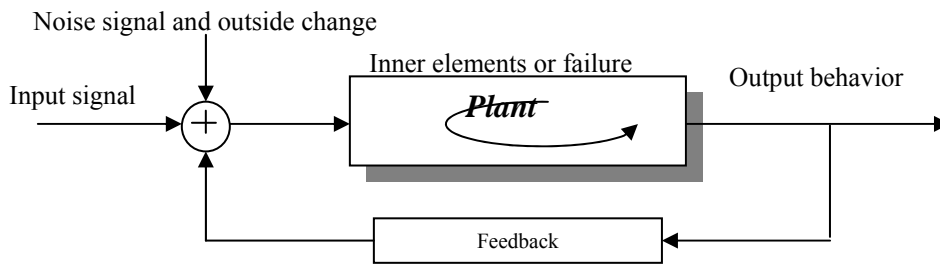 Noise signal and outside change
Inner elements or failure
Output behavior
Input signal
Plant
+
Feedback